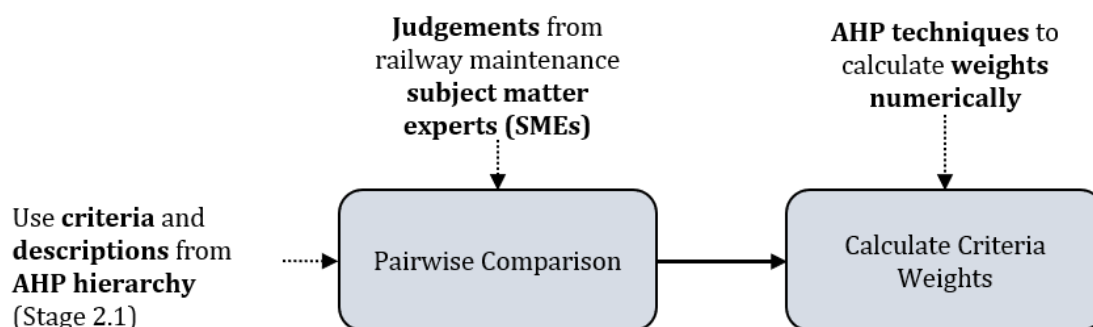 Judgements from
railway maintenance
subject matter
experts (SMEs)
AHP techniques to
calculate weights
numerically
Use criteria and
descriptions from
AHP hierarchy
(Stage 2.1)
Pairwise Comparison
Calculate Criteria
Weights